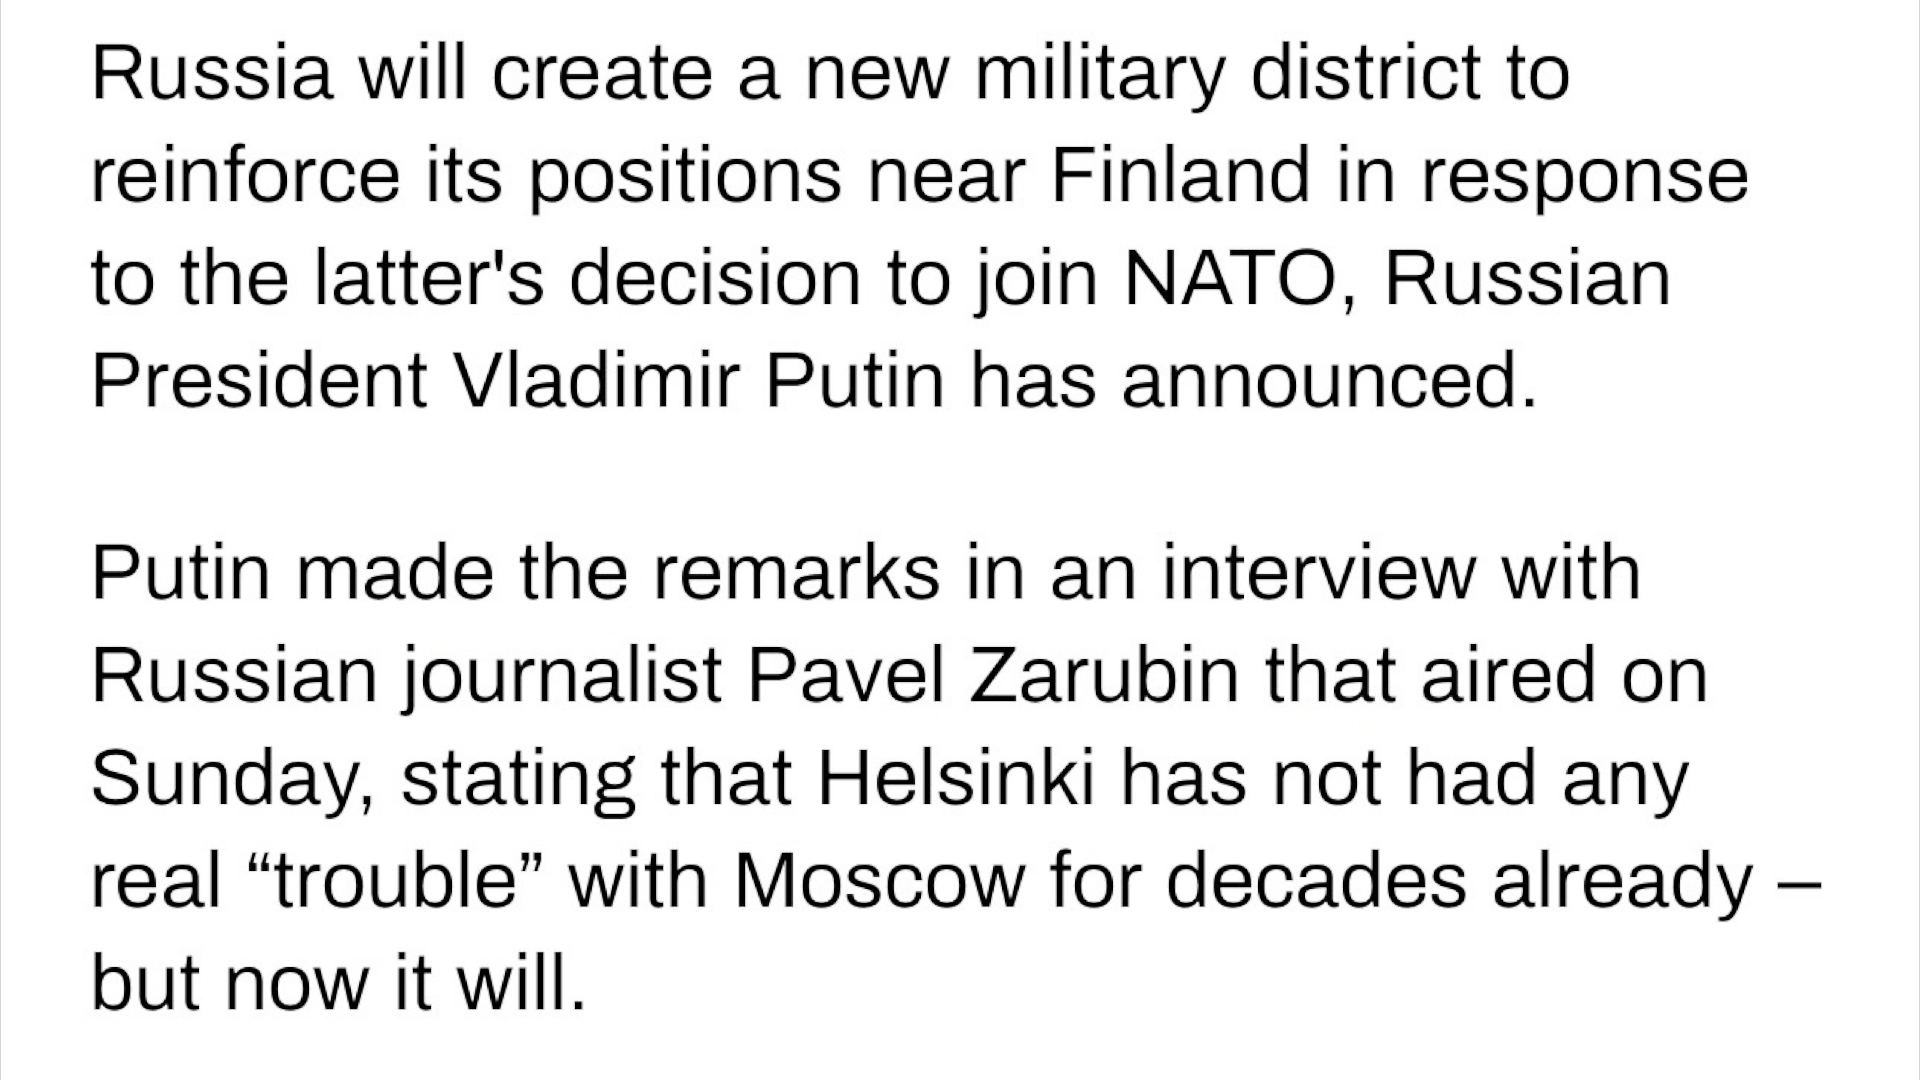 Russia will create a new military district to
reinforce its positions near Finland in response
to the latter's decision to join NATO, Russian
President Vladimir Putin has announced.
Putin made the remarks in an interview with
Russian journalist Pavel Zarubin that aired on
Sunday, stating that Helsinki has not had any
real “trouble” with Moscow for decades already –
but now it will.